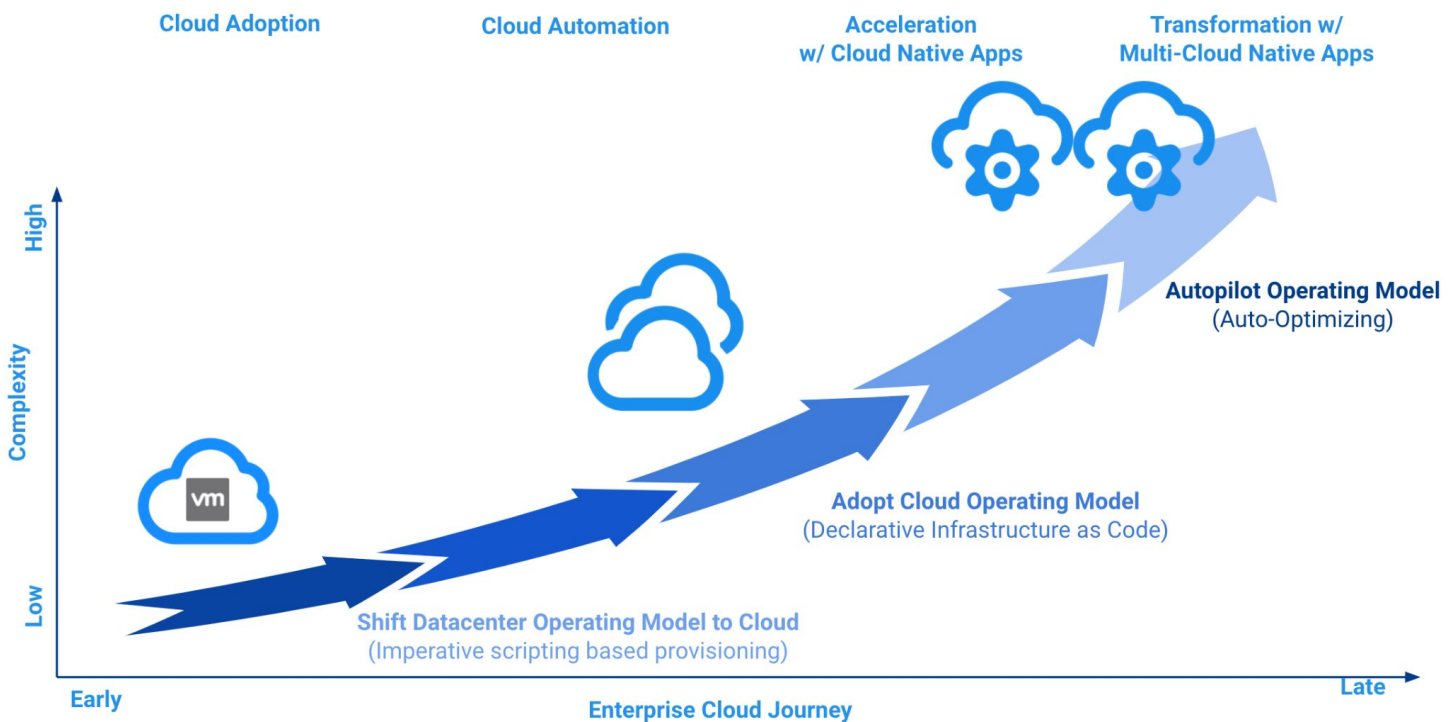 Cloud Adoption
Cloud Automation
Acceleration
w/ Cloud Native Apps
Transformation w/
Multi-Cloud Native Apps
High
Complexity
Low
vm
Autopilot Operating Model
(Auto-Optimizing)
Adopt Cloud Operating Model
(Declarative Infrastructure as Code)
Shift Datacenter Operating Model to Cloud
(Imperative scripting based provisioning)
Early
Enterprise Cloud Journey
Late